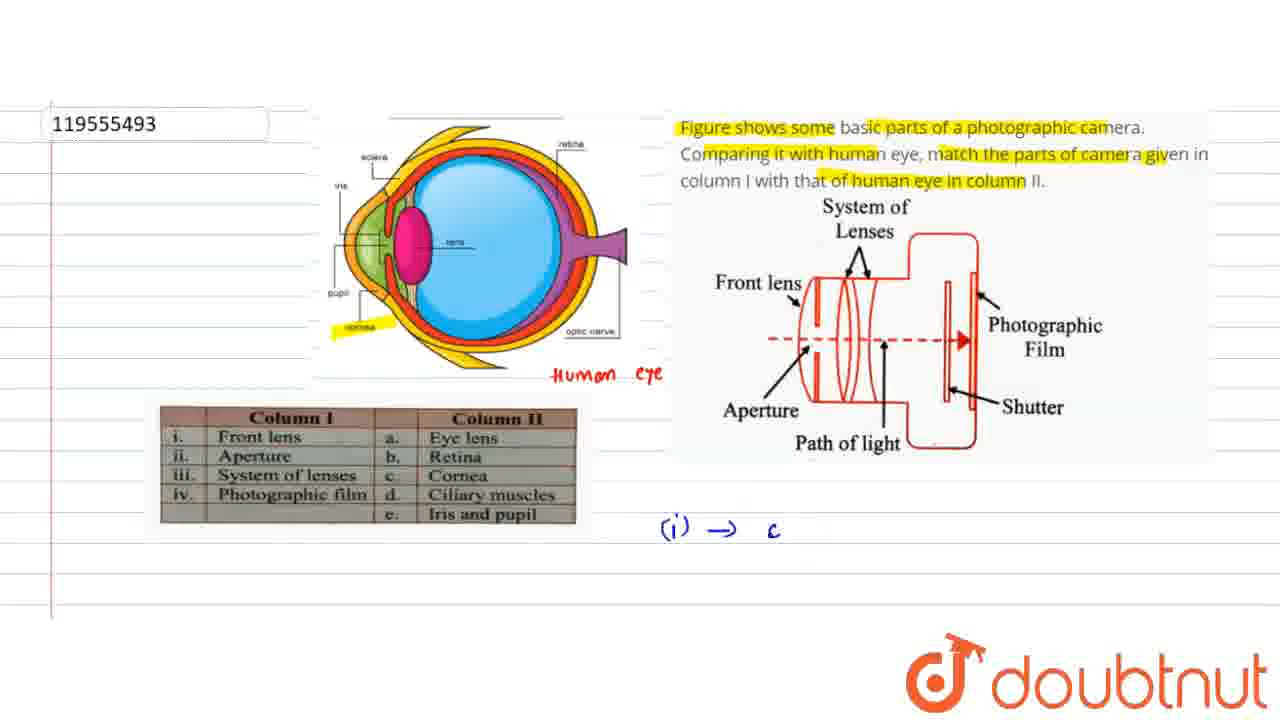 119555493
sclera
retina
iris
lens
pupil
cornea
optic nerve
Human eye
Figure shows some basic parts of a photographic camera.
Comparing it with human eye, match the parts of camera given in
column I with that of human eye in column II.
System of
Lenses
Front lens
Photographic
Film
Aperture
Shutter
Path of light
Column I Column II
i. Front lens a. Eye lens
ii. Aperture b. Retina
iii. System of lenses c. Cornea
iv. Photographic film d. Ciliary muscles
e. Iris and pupil
(i) → c
doubtnut